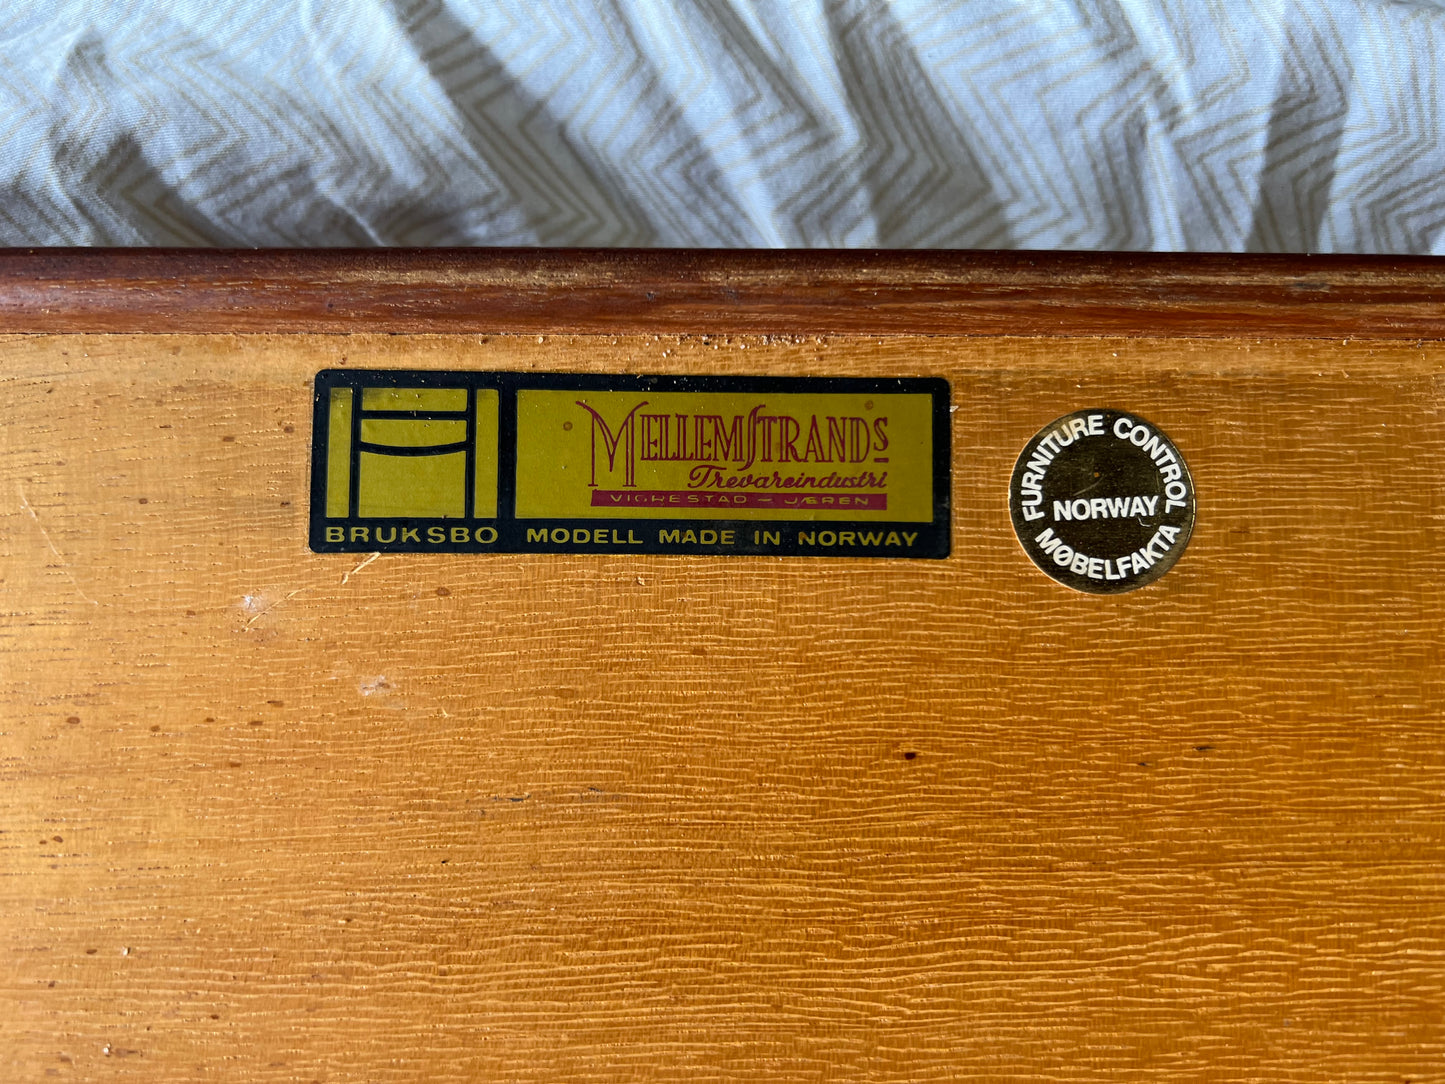 MELLEMSTRANDS
Trevareindustri
VIGRESTAD - JÆREN
BRUKSBO MODELL MADE IN NORWAY
FURNITURE CONTROL
NORWAY
MØBELFAKTA